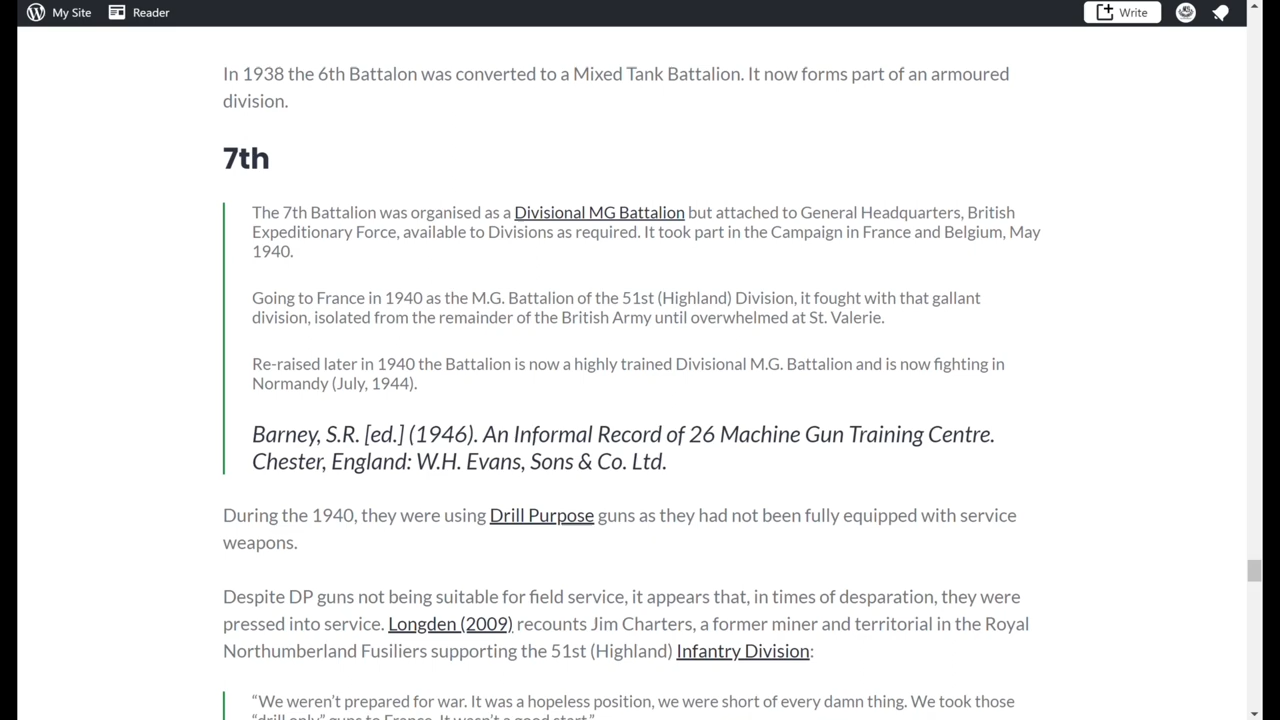 My Site Reader Write
In 1938 the 6th Battalon was converted to a Mixed Tank Battalion. It now forms part of an armoured
division.
7th
The 7th Battalion was organised as a Divisional MG Battalion but attached to General Headquarters, British
Expeditionary Force, available to Divisions as required. It took part in the Campaign in France and Belgium, May
1940.
Going to France in 1940 as the M.G. Battalion of the 51st (Highland) Division, it fought with that gallant
division, isolated from the remainder of the British Army until overwhelmed at St. Valerie.
Re-raised later in 1940 the Battalion is now a highly trained Divisional M.G. Battalion and is now fighting in
Normandy (July, 1944).
Barney, S.R. [ed.] (1946). An Informal Record of 26 Machine Gun Training Centre.
Chester, England: W.H. Evans, Sons & Co. Ltd.
During the 1940, they were using Drill Purpose guns as they had not been fully equipped with service
weapons.
Despite DP guns not being suitable for field service, it appears that, in times of desparation, they were
pressed into service. Longden (2009) recounts Jim Charters, a former miner and territorial in the Royal
Northumberland Fusiliers supporting the 51st (Highland) Infantry Division:
“We weren’t prepared for war. It was a hopeless position, we were short of every damn thing. We took those
“drill only” guns to France. It wasn’t a good start.”